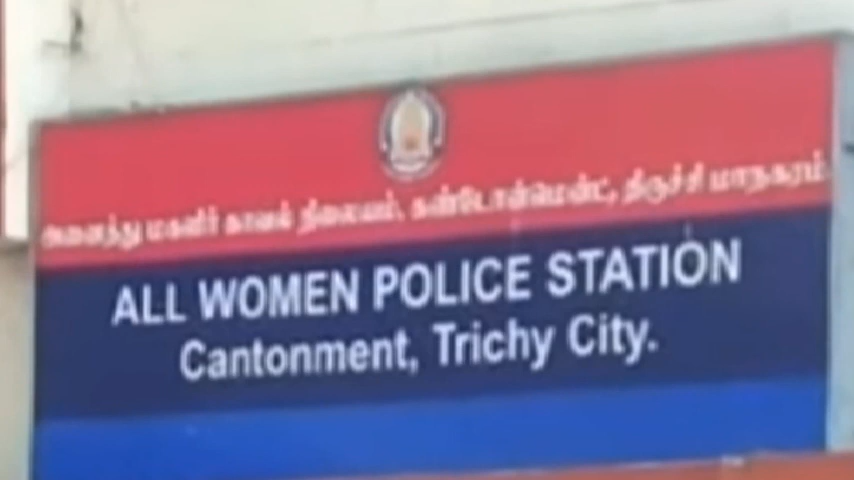 அனைத்து மகளிர் காவல் நிலையம், கண்டோன்மென்ட், திருச்சி மாநகரம்.
ALL WOMEN POLICE STATION
Cantonment, Trichy City.